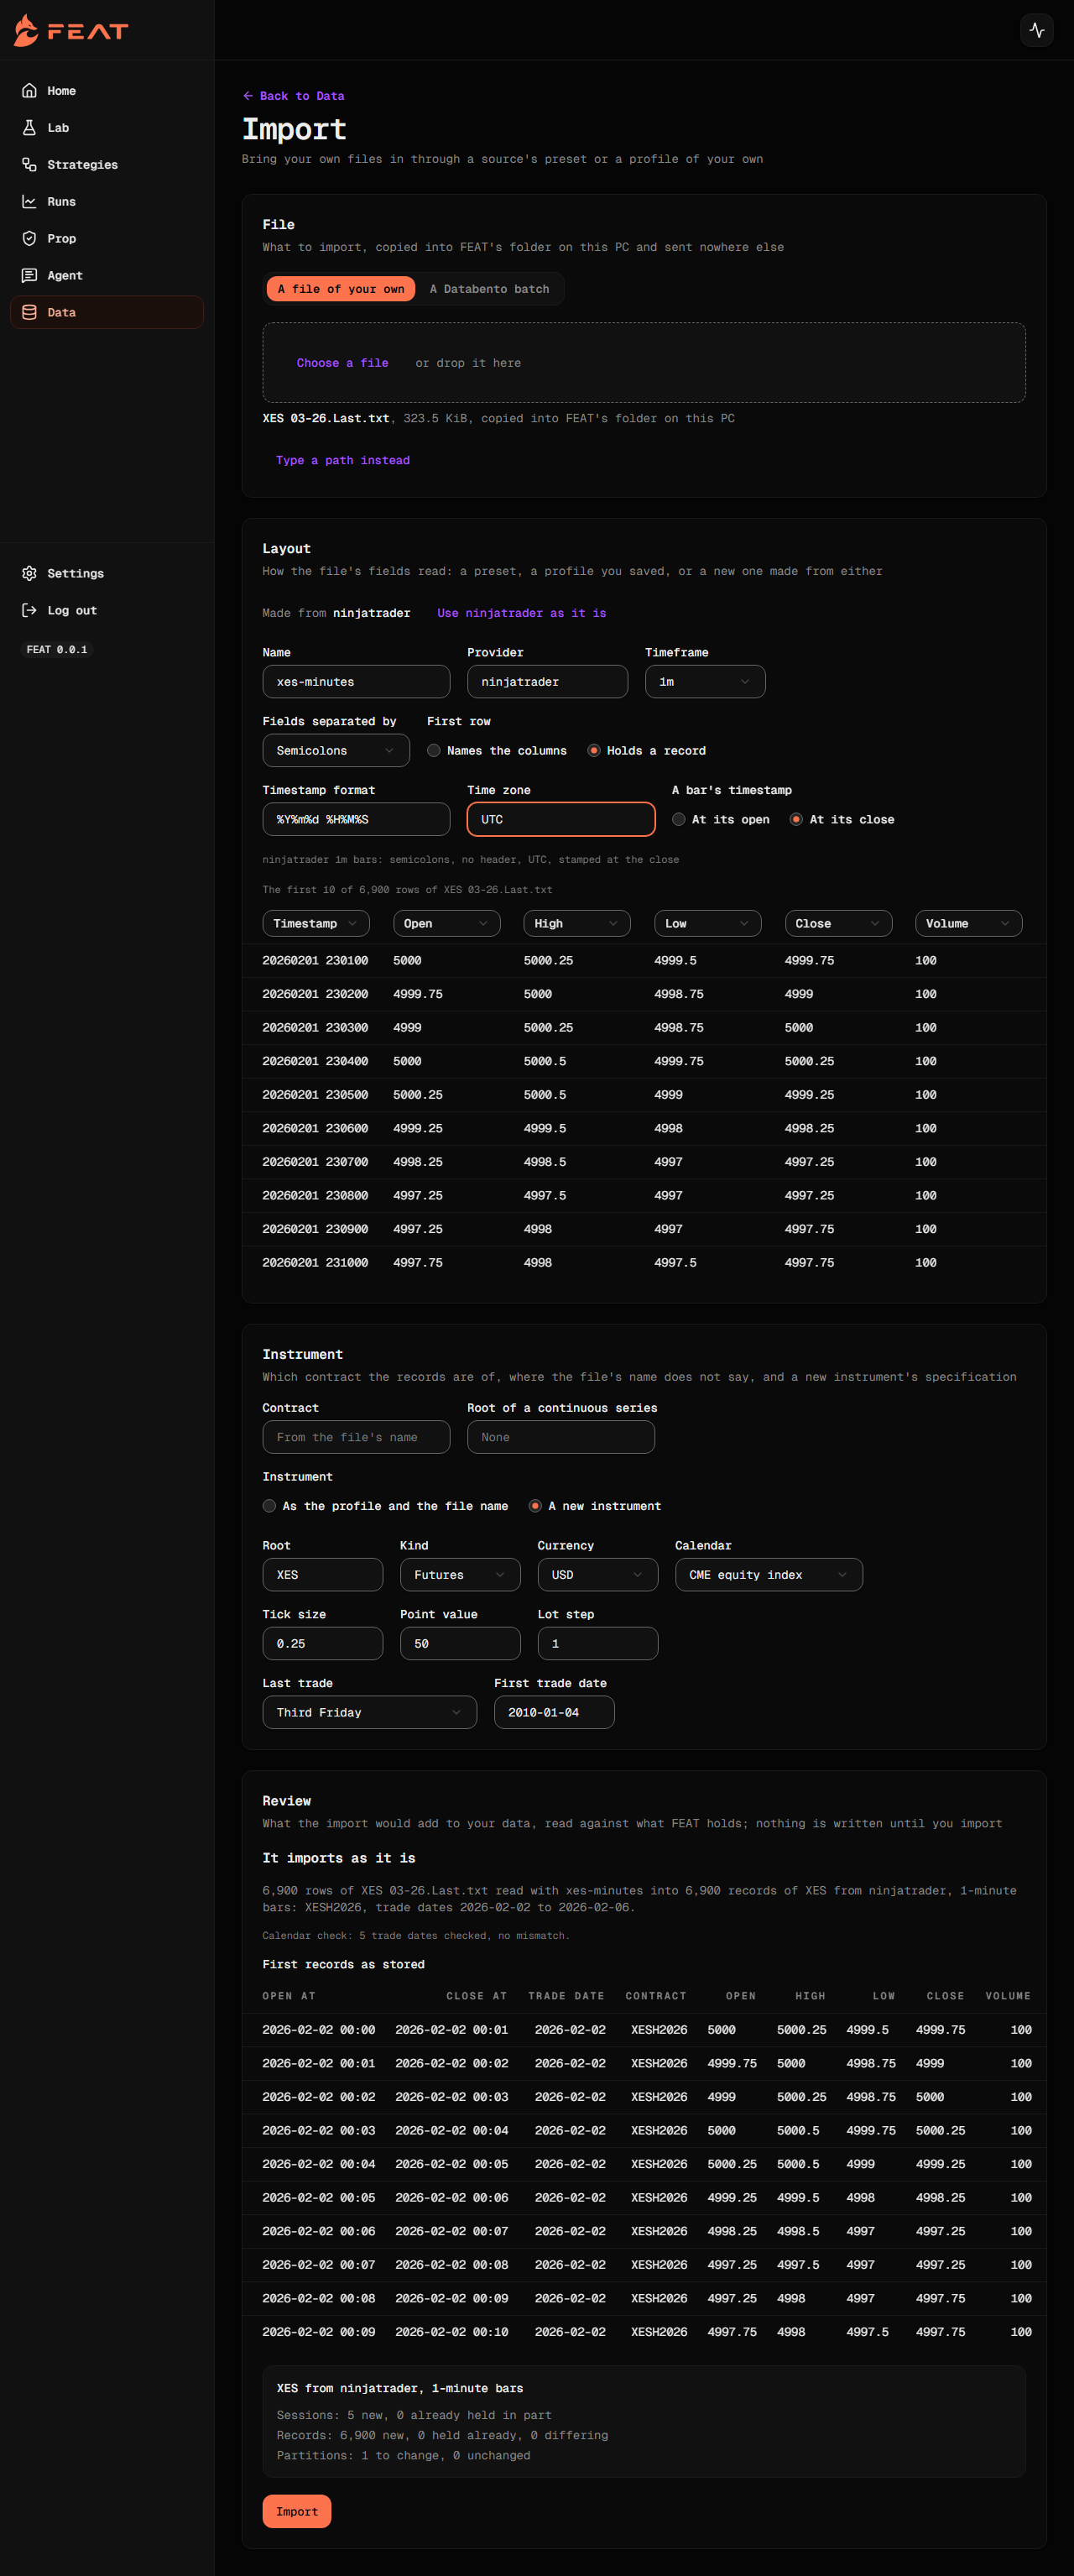 FEAT
Home
Lab
Strategies
Runs
Prop
Agent
Data
Settings
Log out
FEAT 0.0.1
← Back to Data
Import
Bring your own files in through a source's preset or a profile of your own
File
What to import, copied into FEAT's folder on this PC and sent nowhere else
A file of your own A Databento batch
Choose a file or drop it here
XES 03-26.Last.txt, 323.5 KiB, copied into FEAT's folder on this PC
Type a path instead
Layout
How the file's fields read: a preset, a profile you saved, or a new one made from either
Made from ninjatrader Use ninjatrader as it is
Name Provider Timeframe
xes-minutes ninjatrader 1m
Fields separated by First row
Semicolons Names the columns Holds a record
Timestamp format Time zone A bar's timestamp
%Y%m%d %H%M%S UTC At its open At its close
ninjatrader 1m bars: semicolons, no header, UTC, stamped at the close
The first 10 of 6,900 rows of XES 03-26.Last.txt
Timestamp Open High Low Close Volume
20260201 230100 5000 5000.25 4999.5 4999.75 100
20260201 230200 4999.75 5000 4998.75 4999 100
20260201 230300 4999 5000.25 4998.75 5000 100
20260201 230400 5000 5000.5 4999.75 5000.25 100
20260201 230500 5000.25 5000.5 4999 4999.25 100
20260201 230600 4999.25 4999.5 4998 4998.25 100
20260201 230700 4998.25 4998.5 4997 4997.25 100
20260201 230800 4997.25 4997.5 4997 4997.25 100
20260201 230900 4997.25 4998 4997 4997.75 100
20260201 231000 4997.75 4998 4997.5 4997.75 100
Instrument
Which contract the records are of, where the file's name does not say, and a new instrument's specification
Contract Root of a continuous series
From the file's name None
Instrument
As the profile and the file name A new instrument
Root Kind Currency Calendar
XES Futures USD CME equity index
Tick size Point value Lot step
0.25 50 1
Last trade First trade date
Third Friday 2010-01-04
Review
What the import would add to your data, read against what FEAT holds; nothing is written until you import
It imports as it is
6,900 rows of XES 03-26.Last.txt read with xes-minutes into 6,900 records of XES from ninjatrader, 1-minute
bars: XESH2026, trade dates 2026-02-02 to 2026-02-06.
Calendar check: 5 trade dates checked, no mismatch.
First records as stored
OPEN AT CLOSE AT TRADE DATE CONTRACT OPEN HIGH LOW CLOSE VOLUME
2026-02-02 00:00 2026-02-02 00:01 2026-02-02 XESH2026 5000 5000.25 4999.5 4999.75 100
2026-02-02 00:01 2026-02-02 00:02 2026-02-02 XESH2026 4999.75 5000 4998.75 4999 100
2026-02-02 00:02 2026-02-02 00:03 2026-02-02 XESH2026 4999 5000.25 4998.75 5000 100
2026-02-02 00:03 2026-02-02 00:04 2026-02-02 XESH2026 5000 5000.5 4999.75 5000.25 100
2026-02-02 00:04 2026-02-02 00:05 2026-02-02 XESH2026 5000.25 5000.5 4999 4999.25 100
2026-02-02 00:05 2026-02-02 00:06 2026-02-02 XESH2026 4999.25 4999.5 4998 4998.25 100
2026-02-02 00:06 2026-02-02 00:07 2026-02-02 XESH2026 4998.25 4998.5 4997 4997.25 100
2026-02-02 00:07 2026-02-02 00:08 2026-02-02 XESH2026 4997.25 4997.5 4997 4997.25 100
2026-02-02 00:08 2026-02-02 00:09 2026-02-02 XESH2026 4997.25 4998 4997 4997.75 100
2026-02-02 00:09 2026-02-02 00:10 2026-02-02 XESH2026 4997.75 4998 4997.5 4997.75 100
XES from ninjatrader, 1-minute bars
Sessions: 5 new, 0 already held in part
Records: 6,900 new, 0 held already, 0 differing
Partitions: 1 to change, 0 unchanged
Import